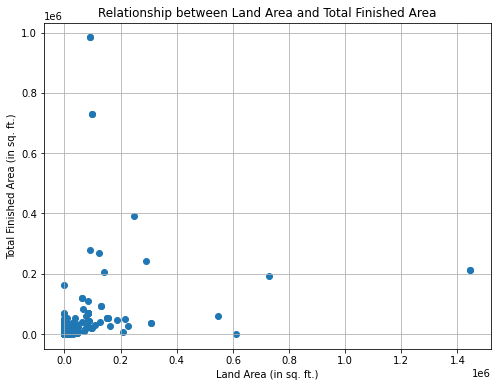 Relationship between Land Area and Total Finished Area
1e6
1.0
0.8
0.6
0.4
0.2
0.0
Total Finished Area (in sq. ft.)
0.0 0.2 0.4 0.6 0.8 1.0 1.2 1.4
1e6
Land Area (in sq. ft.)